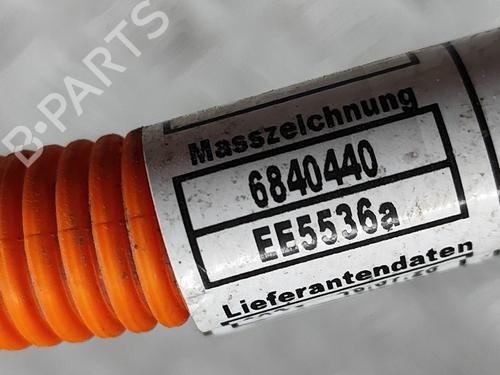 B-PARTS
Masszeichnung
6840440
EE5536a
Lieferantendaten